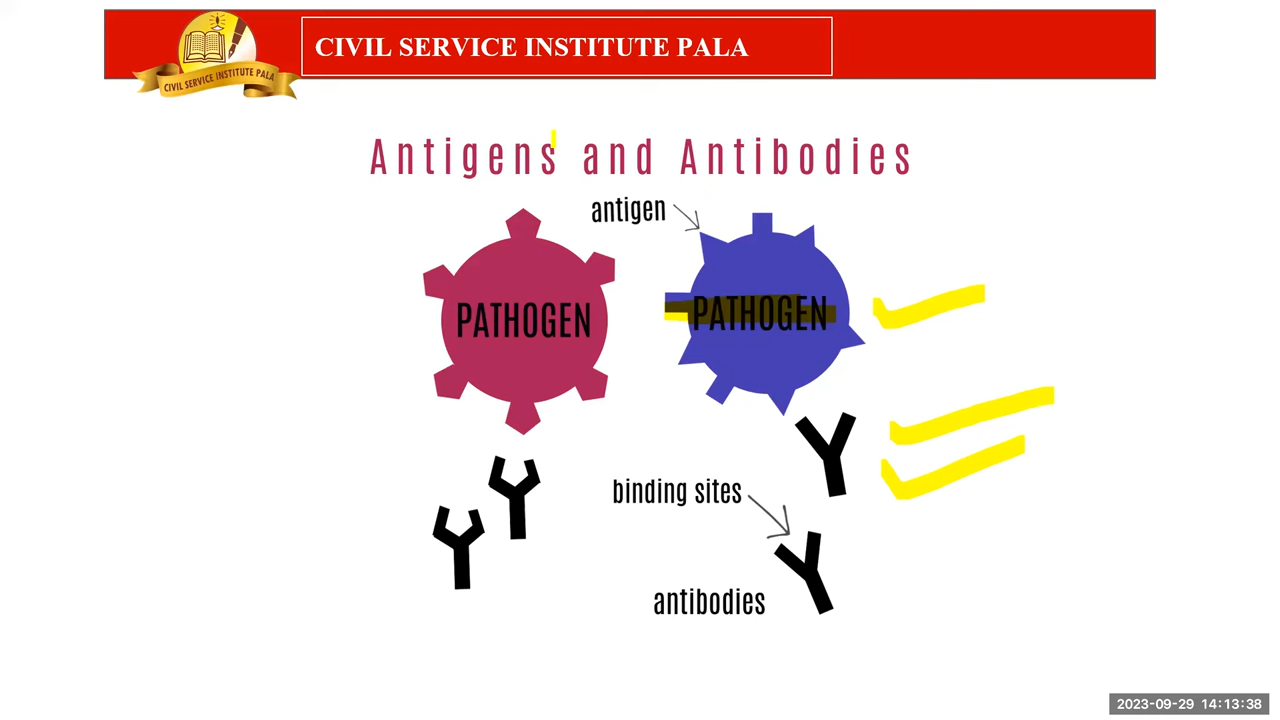 CIVIL SERVICE INSTITUTE PALA
CIVIL SERVICE INSTITUTE PALA
Antigens and Antibodies
antigen
PATHOGEN
PATHOGEN
binding sites
antibodies
2023-09-29 14:13:38